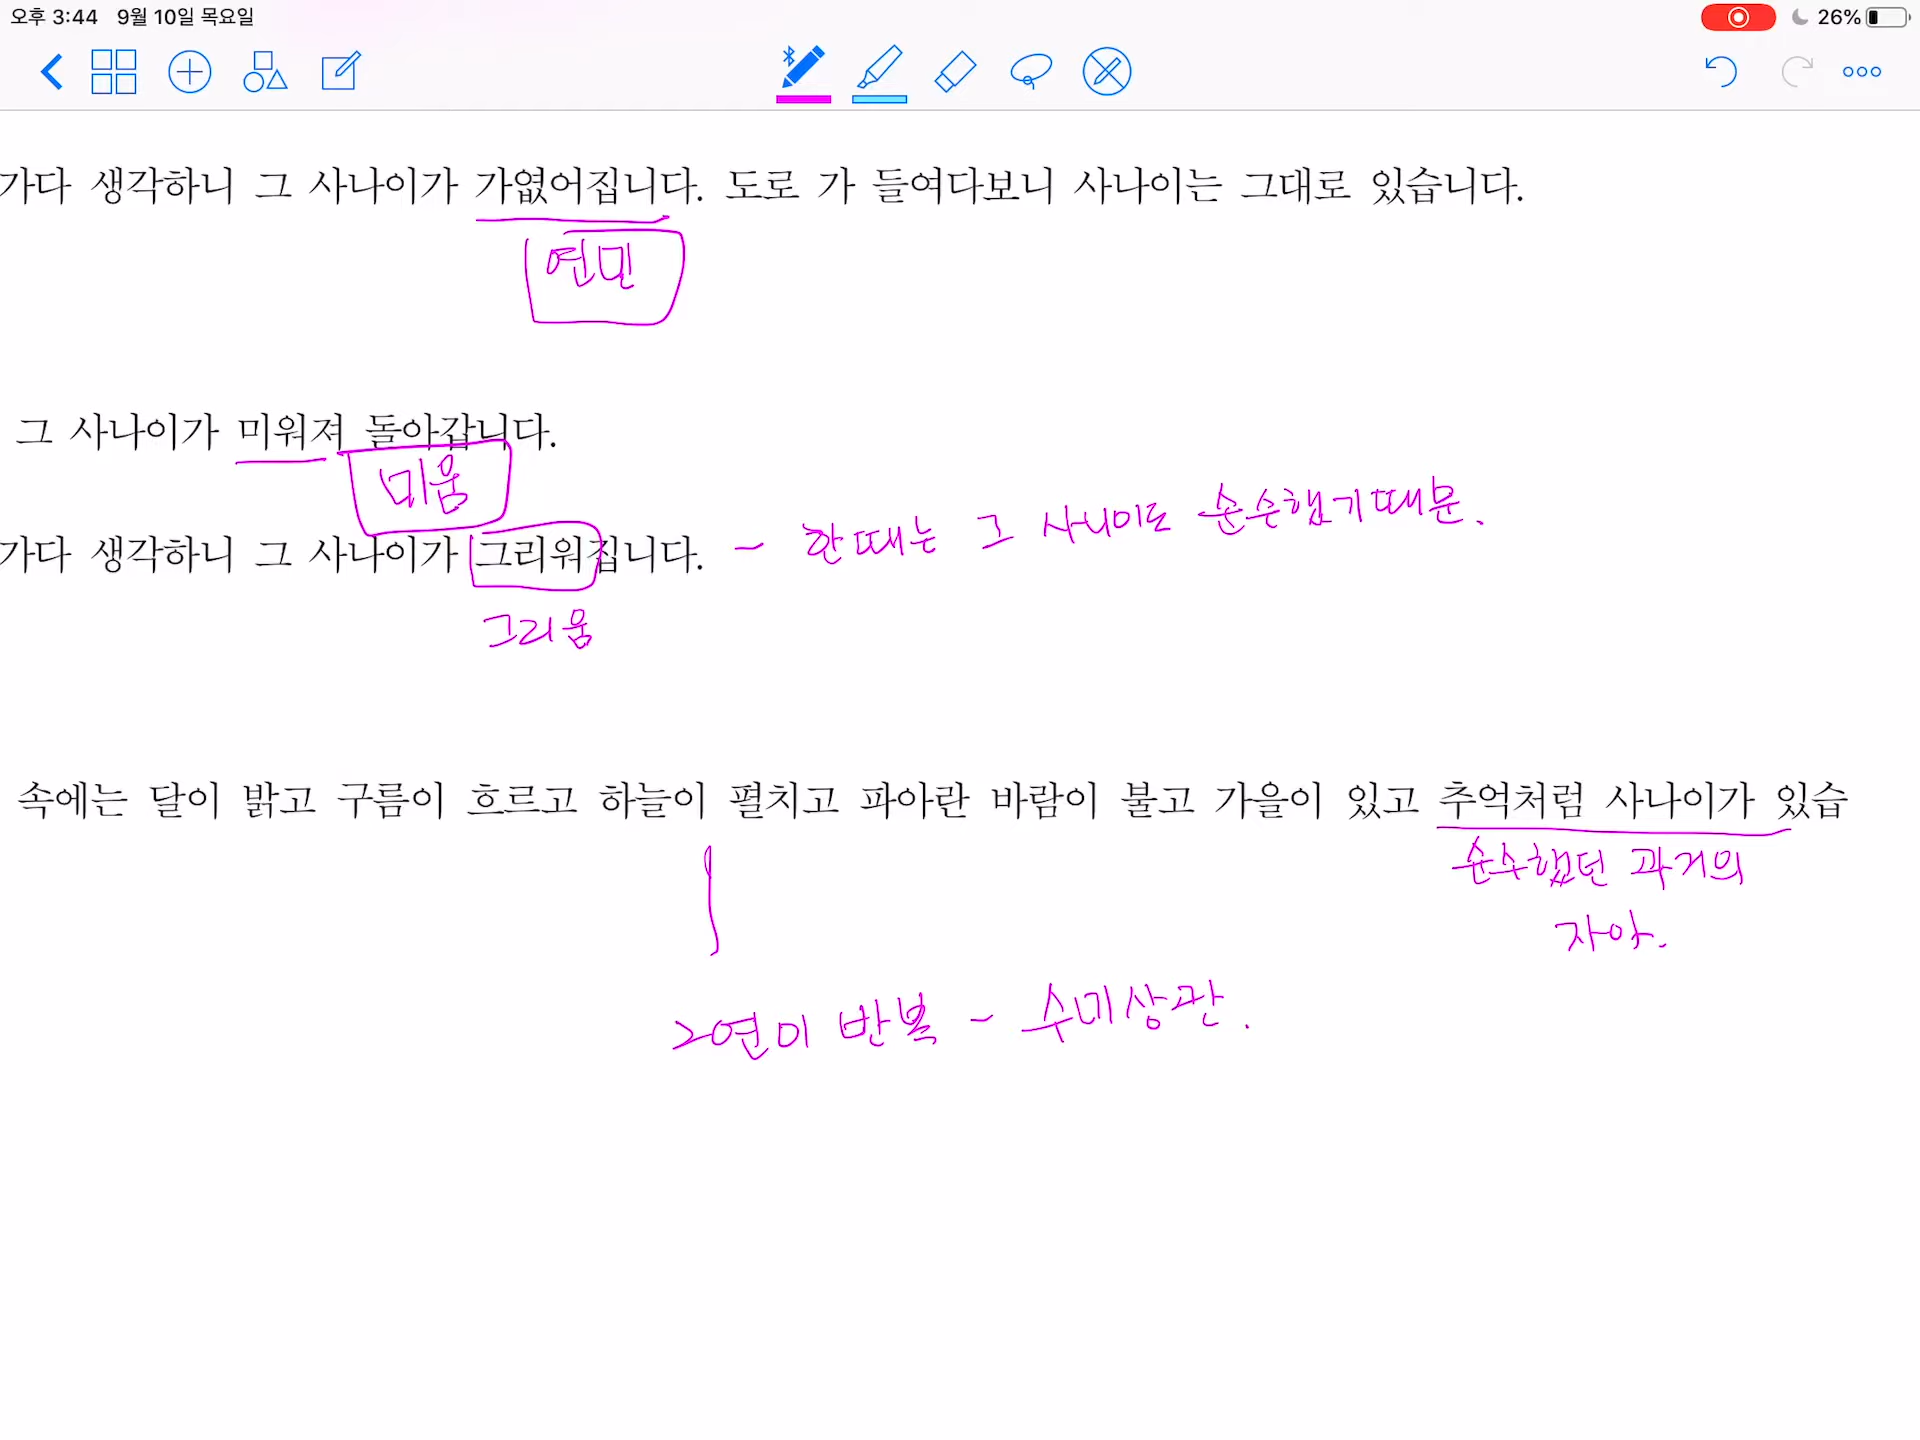 오후 3:44 9월 10일 목요일
26%
가다 생각하니 그 사나이가 가엾어집니다. 도로 가 들여다보니 사나이는 그대로 있습니다.
연민
그 사나이가 미워져 돌아갑니다.
미움
가다 생각하니 그 사나이가 그리워집니다. - 한때는 그 사나이도 순수했기때문.
그리움
속에는 달이 밝고 구름이 흐르고 하늘이 펼치고 파아란 바람이 불고 가을이 있고 추억처럼 사나이가 있습
순수했던 과거의
자아.
2연이 반복 - 수미상관.